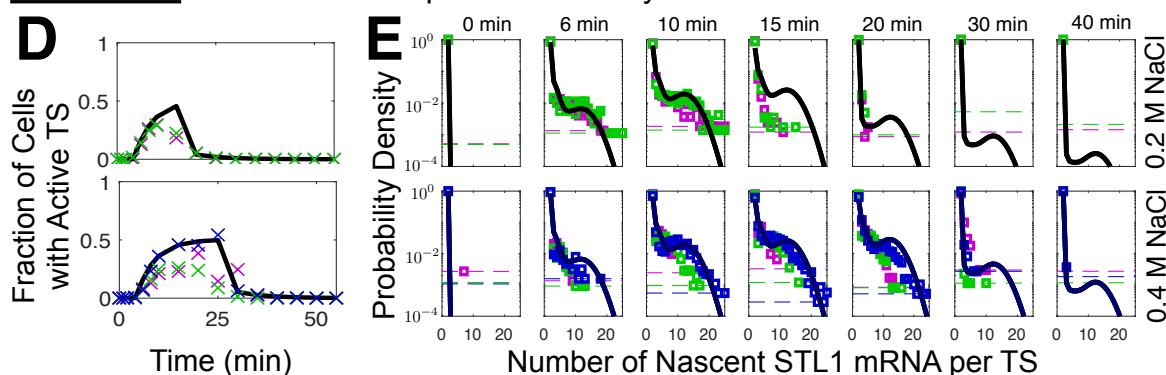 D
E
0 min 6 min 10 min 15 min 20 min 30 min 40 min
Fraction of Cells
with Active TS
1
0.5
0
1
0.5
0
0 25 50
Time (min)
Probability Density
10^0
10^−2
10^−4
10^0
10^−2
10^−4
0 10 20 0 10 20 0 10 20 0 10 20 0 10 20 0 10 20 0 10 20
Number of Nascent STL1 mRNA per TS
0.2 M NaCl
0.4 M NaCl